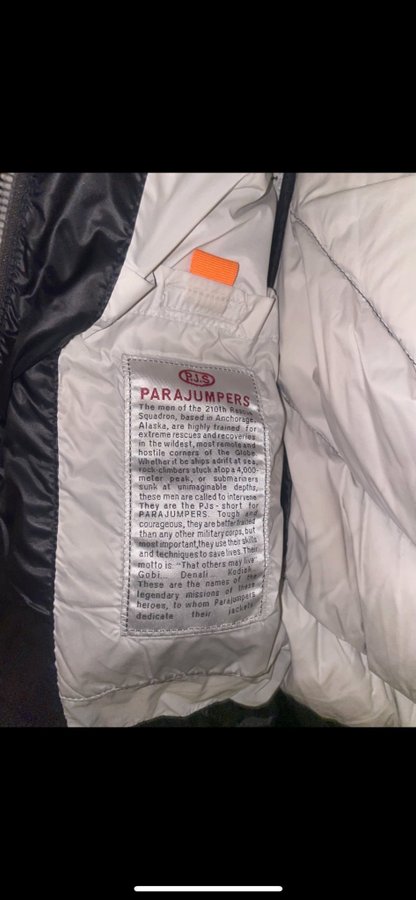 P.J.S
PARAJUMPERS
The men of the 210th Rescue
Squadron, based in Anchorage
Alaska, are highly trained for
extreme rescues and recoveries
in the wildest, most remote and
hostile corners of the Globe
Whether it be ships adrift at sea,
rock-climbers stuck atop a 4,000
meter peak, or submariners
sunk at unimaginable depths,
these men are called to intervene
They are the PJs - short for
PARAJUMPERS. Tough and
courageous, they are better trained
than any other military corps, but
most important, they use their skills
and techniques to save lives. Their
motto is: "That others may live"
Gobi... Denali... Kodiak...
These are the names of the
legendary missions of these
heroes, to whom Parajumpers
dedicate their jackets